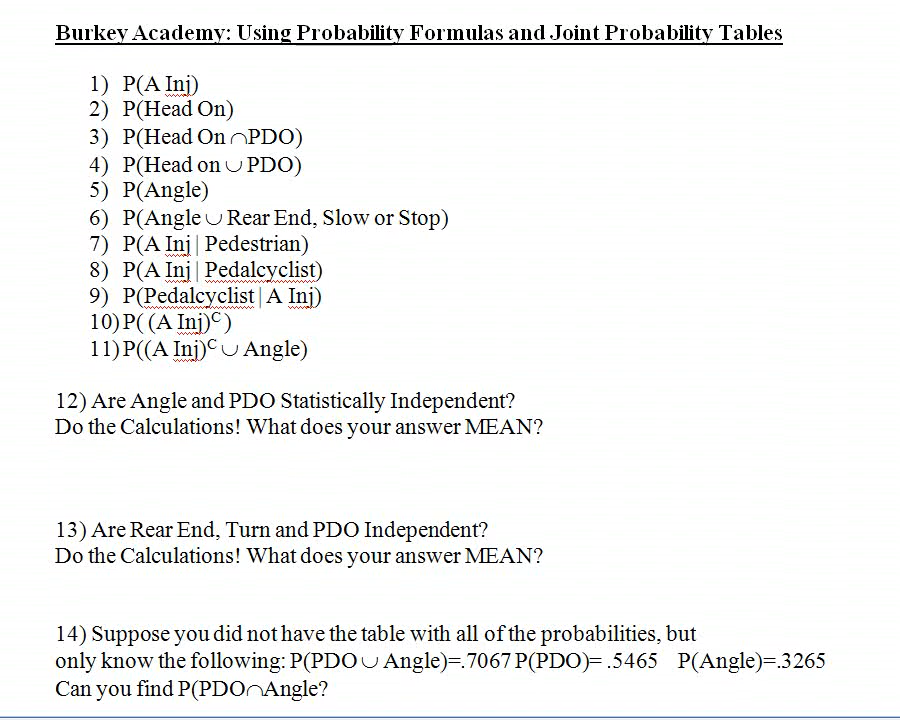 Burkey Academy: Using Probability Formulas and Joint Probability Tables
1) P(A Inj)
2) P(Head On)
3) P(Head On ∩PDO)
4) P(Head on ∪ PDO)
5) P(Angle)
6) P(Angle ∪ Rear End, Slow or Stop)
7) P(A Inj | Pedestrian)
8) P(A Inj | Pedalcyclist)
9) P(Pedalcyclist | A Inj)
10) P( (A Inj)ᶜ )
11) P((A Inj)ᶜ ∪ Angle)
12) Are Angle and PDO Statistically Independent?
Do the Calculations! What does your answer MEAN?
13) Are Rear End, Turn and PDO Independent?
Do the Calculations! What does your answer MEAN?
14) Suppose you did not have the table with all of the probabilities, but
only know the following: P(PDO ∪ Angle)=.7067 P(PDO)= .5465 P(Angle)=.3265
Can you find P(PDO∩Angle?